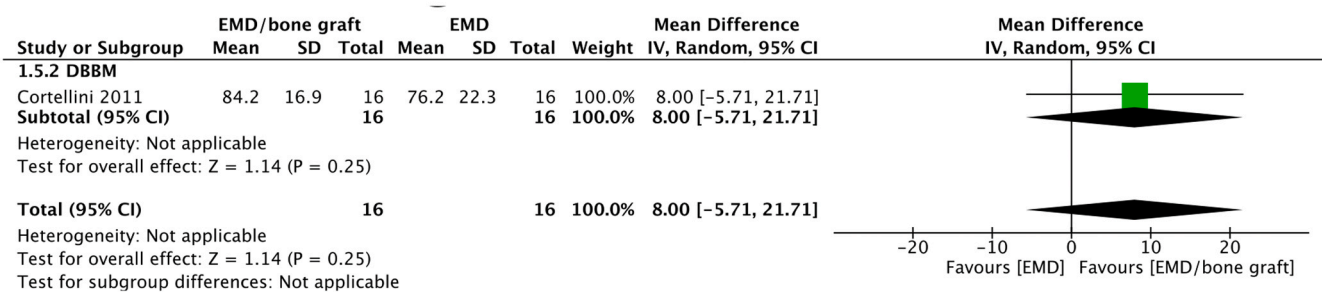 EMD/bone graft EMD Mean Difference Mean Difference
Study or Subgroup Mean SD Total Mean SD Total Weight IV, Random, 95% CI IV, Random, 95% CI
1.5.2 DBBM
Cortellini 2011 84.2 16.9 16 76.2 22.3 16 100.0% 8.00 [-5.71, 21.71]
Subtotal (95% CI) 16 16 100.0% 8.00 [-5.71, 21.71]
Heterogeneity: Not applicable
Test for overall effect: Z = 1.14 (P = 0.25)
Total (95% CI) 16 16 100.0% 8.00 [-5.71, 21.71]
Heterogeneity: Not applicable
Test for overall effect: Z = 1.14 (P = 0.25)
Test for subgroup differences: Not applicable
-20 -10 0 10 20
Favours [EMD] Favours [EMD/bone graft]